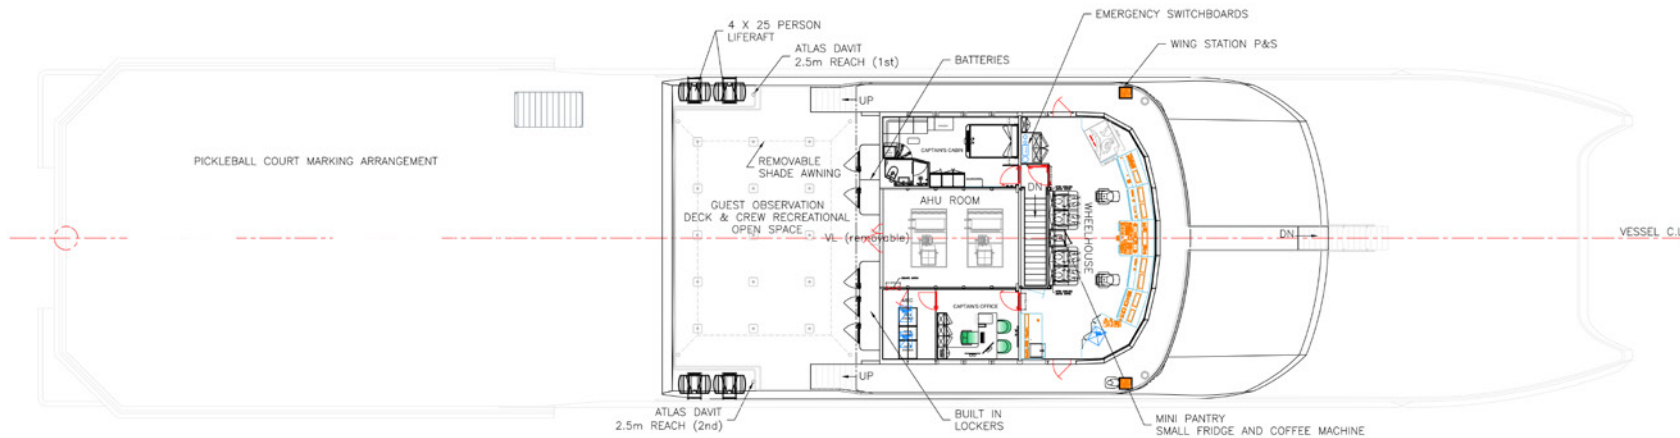 4 X 25 PERSON
LIFERAFT
ATLAS DAVIT
2.5m REACH (1st)
BATTERIES
EMERGENCY SWITCHBOARDS
WING STATION P&S
UP
PICKLEBALL COURT MARKING ARRANGEMENT
REMOVABLE
SHADE AWNING
CAPTAIN'S CABIN
DN
GUEST OBSERVATION
DECK & CREW RECREATIONAL
OPEN SPACE
AHU ROOM
WHEELHOUSE
VL (removable)
DN
VESSEL C.L
CAPTAIN'S OFFICE
UP
ATLAS DAVIT
2.5m REACH (2nd)
BUILT IN
LOCKERS
MINI PANTRY
SMALL FRIDGE AND COFFEE MACHINE